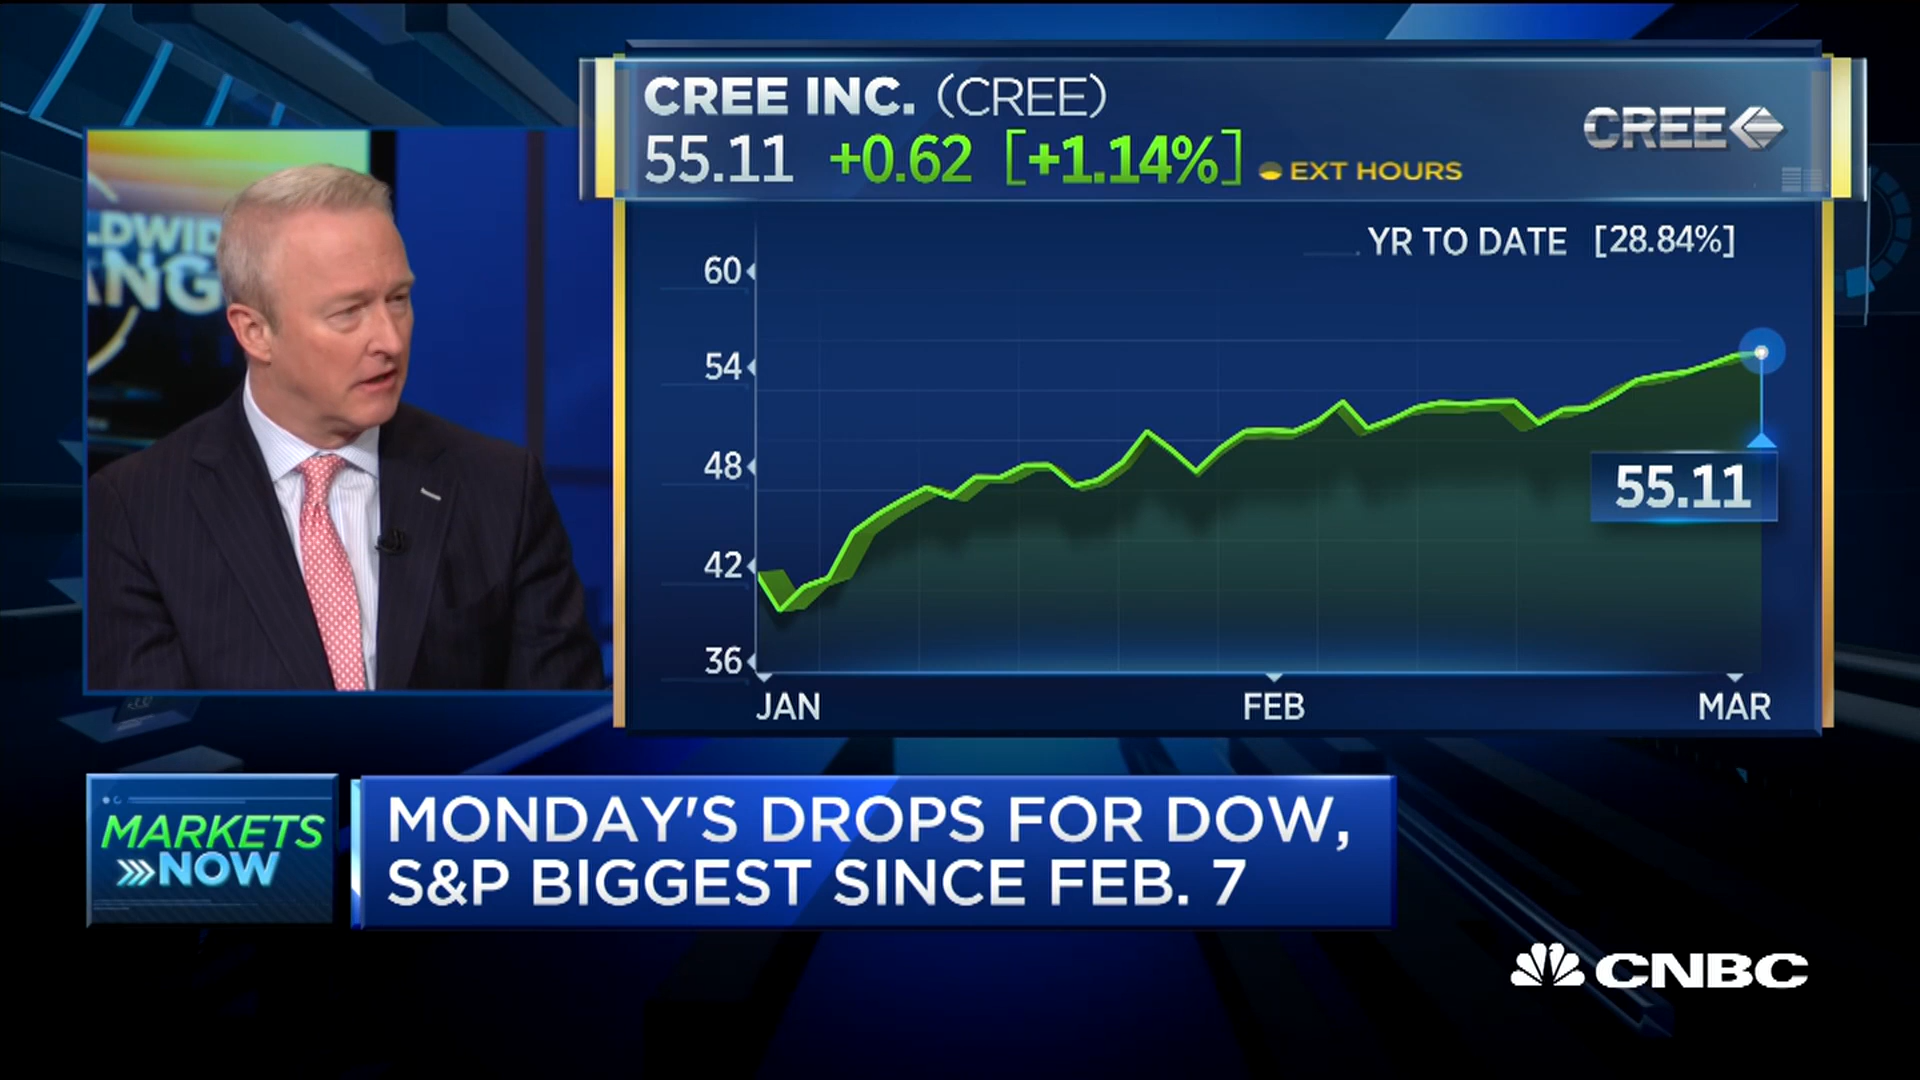 CREE INC. (CREE)
55.11 +0.62 [+1.14%] EXT HOURS
CREE
YR TO DATE [28.84%]
60
54
48
42
36
55.11
JAN FEB MAR
MARKETS
NOW
MONDAY'S DROPS FOR DOW,
S&P BIGGEST SINCE FEB. 7
CNBC